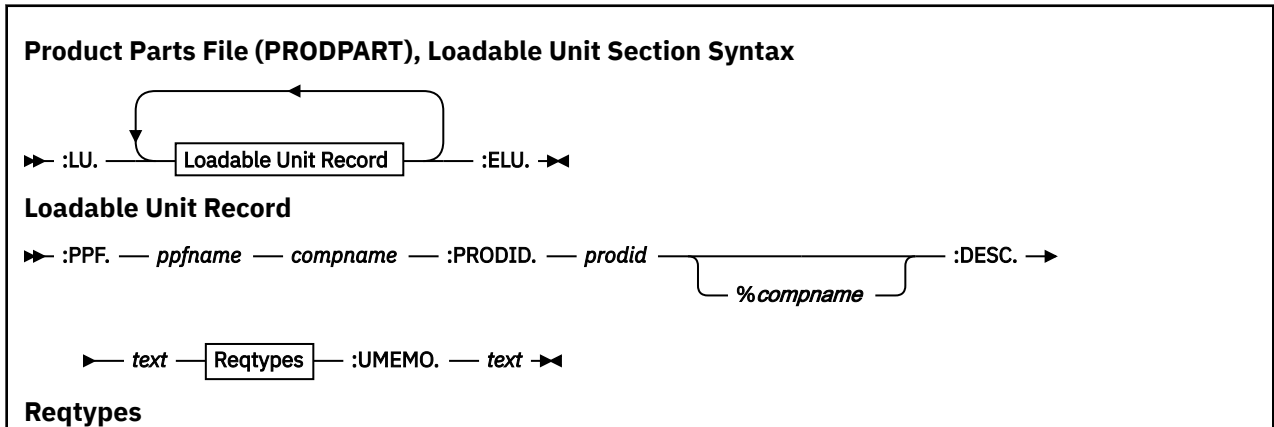 Product Parts File (PRODPART), Loadable Unit Section Syntax
:LU. Loadable Unit Record :ELU.
Loadable Unit Record
:PPF. ppfname compname :PRODID. prodid :DESC.
%compname
text Reqtypes :UMEMO. text
Reqtypes